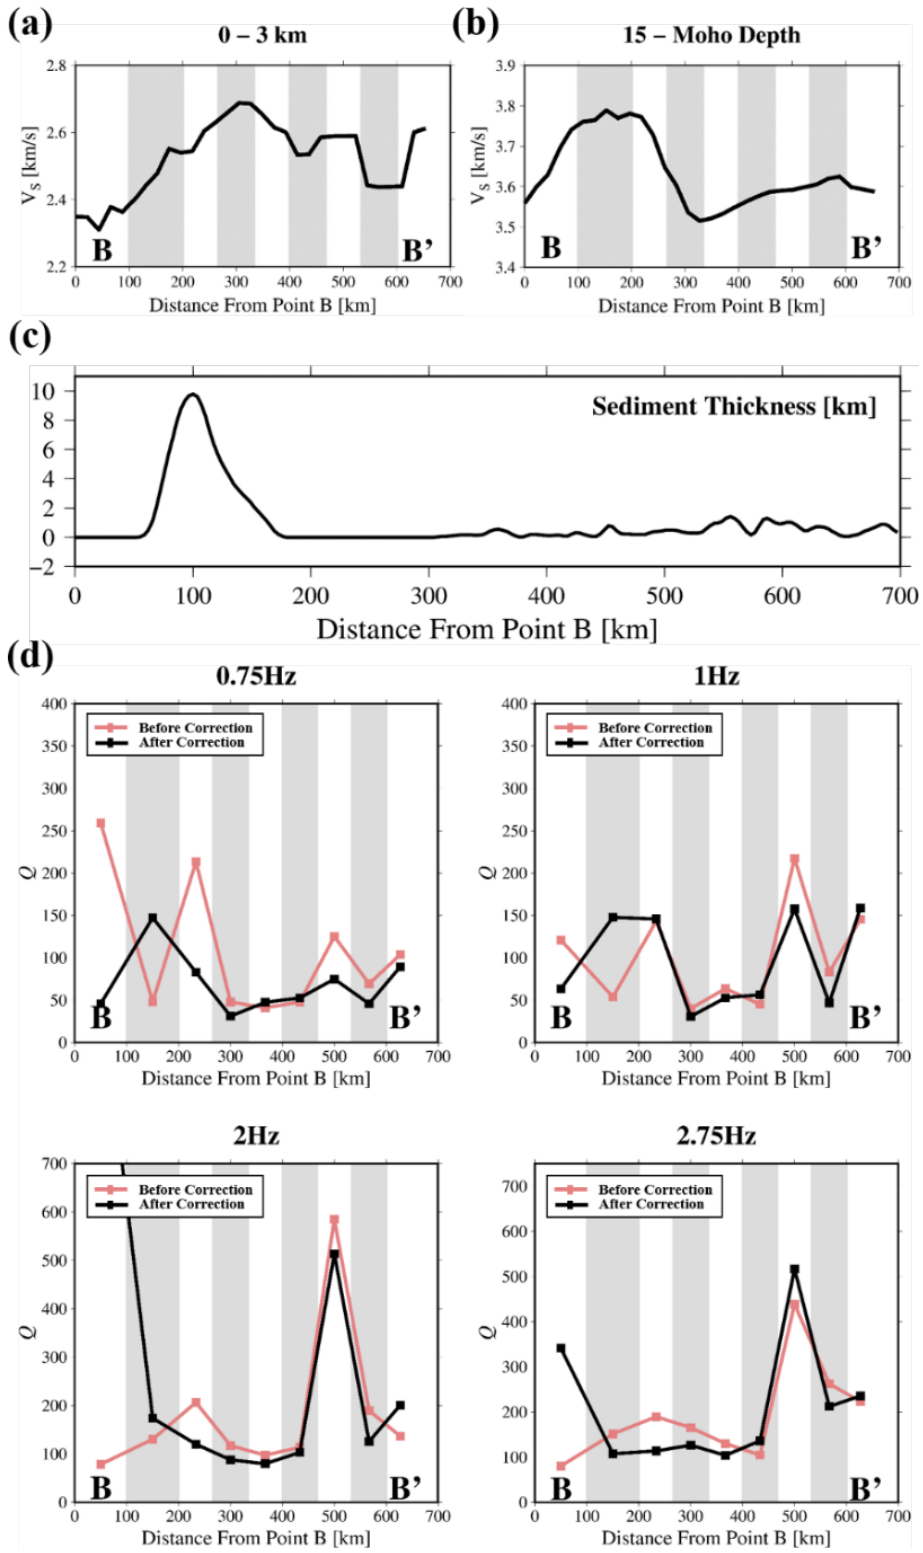 (a)
0 – 3 km
2.8
2.6
2.4
2.2
V_S [km/s]
B
B’
0 100 200 300 400 500 600 700
Distance From Point B [km]
(b)
15 – Moho Depth
3.9
3.8
3.7
3.6
3.5
3.4
V_S [km/s]
B
B’
0 100 200 300 400 500 600 700
Distance From Point B [km]
(c)
Sediment Thickness [km]
10
8
6
4
2
0
−2
0 100 200 300 400 500 600 700
Distance From Point B [km]
(d)
0.75Hz
Before Correction
After Correction
400
350
300
250
200
150
100
50
0
Q
B
B’
0 100 200 300 400 500 600 700
Distance From Point B [km]
1Hz
Before Correction
After Correction
400
350
300
250
200
150
100
50
0
Q
B
B’
0 100 200 300 400 500 600 700
Distance From Point B [km]
2Hz
Before Correction
After Correction
700
600
500
400
300
200
100
0
Q
B
B’
0 100 200 300 400 500 600 700
Distance From Point B [km]
2.75Hz
Before Correction
After Correction
700
600
500
400
300
200
100
0
Q
B
B’
0 100 200 300 400 500 600 700
Distance From Point B [km]